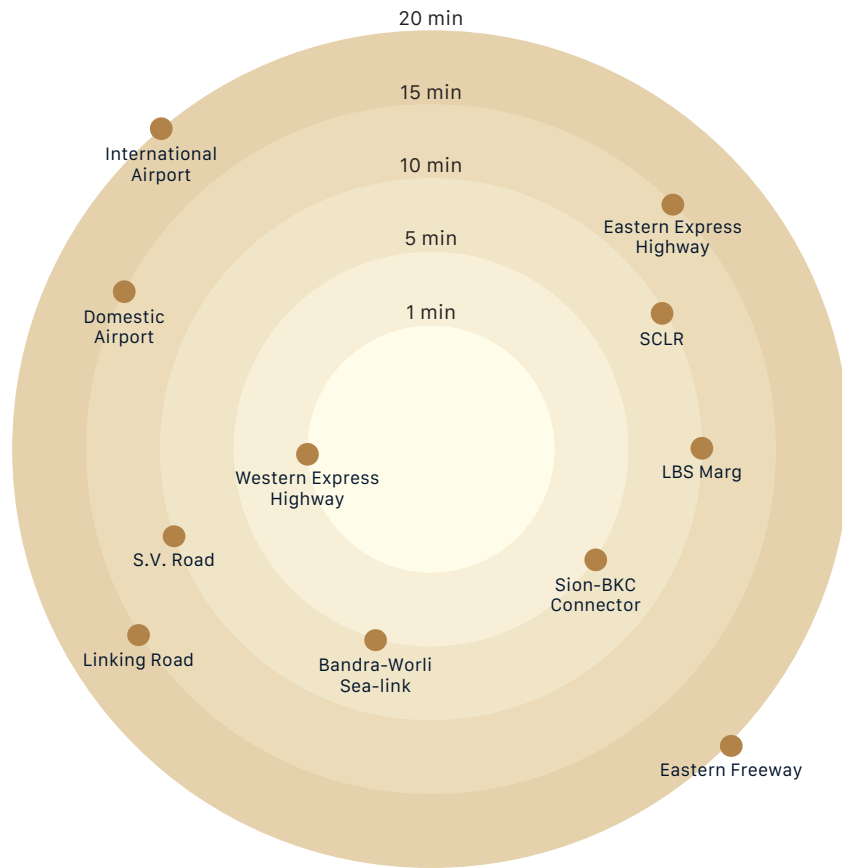 20 min
15 min
10 min
5 min
1 min
International
Airport
Eastern Express
Highway
Domestic
Airport
SCLR
Western Express
Highway
LBS Marg
S.V. Road
Sion-BKC
Connector
Linking Road
Bandra-Worli
Sea-link
Eastern Freeway